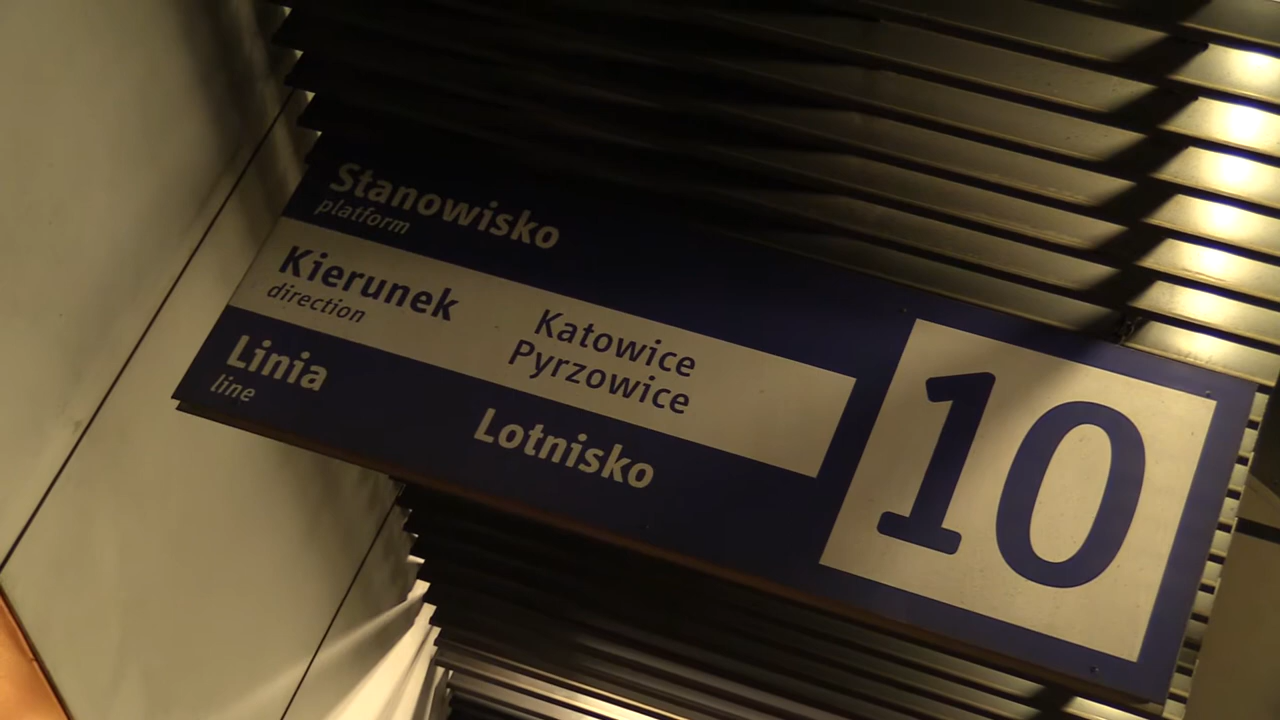 Stanowisko
platform
Kierunek
direction
Katowice
Pyrzowice
Linia
line
Lotnisko
10